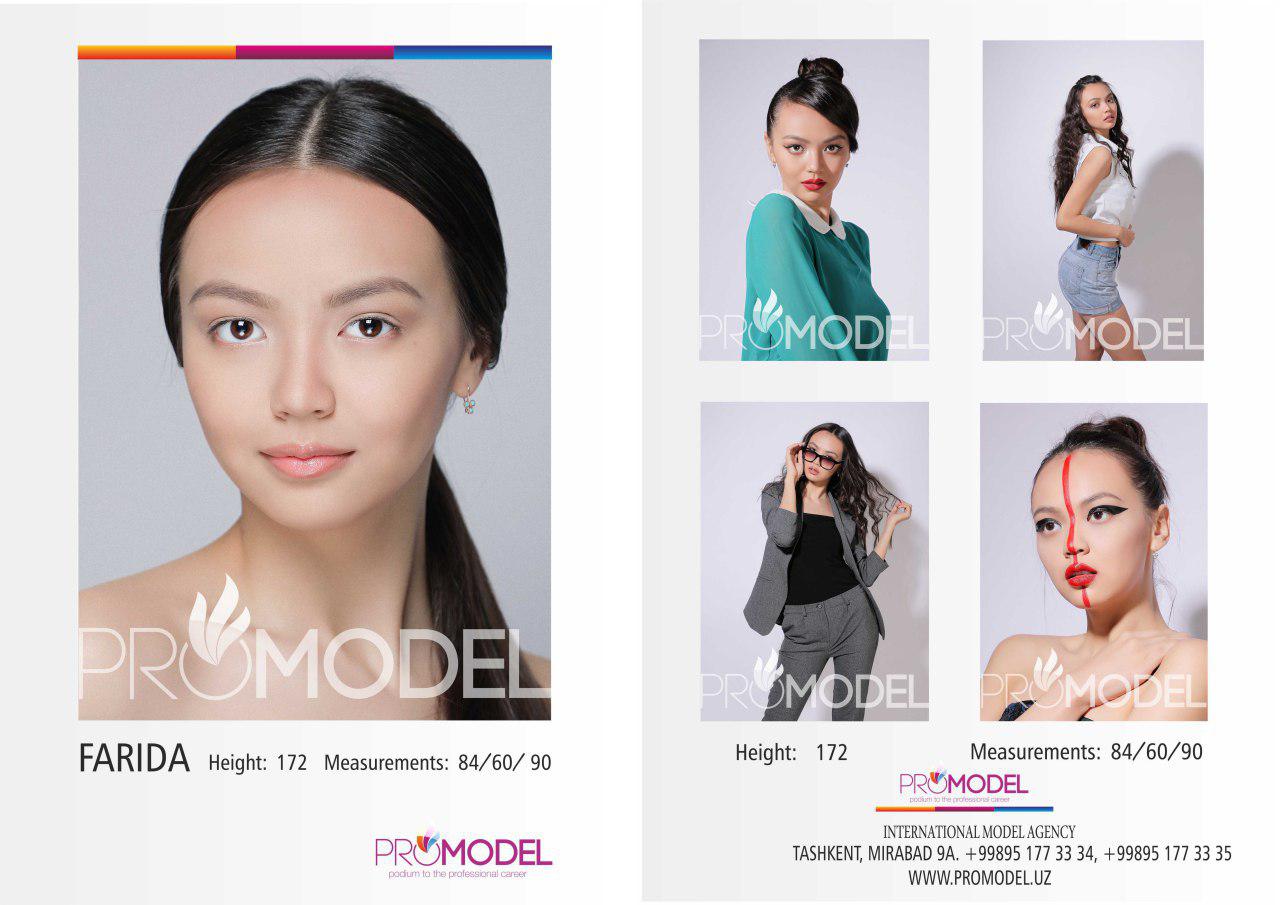 PROMODEL
FARIDA Height: 172 Measurements: 84/60/ 90
PROMODEL
podium to the professional career
PROMODEL
PROMODEL
PROMODEL
PROMODEL
Height: 172 Measurements: 84/60/90
PROMODEL
podium to the professional career
INTERNATIONAL MODEL AGENCY
TASHKENT, MIRABAD 9A. +99895 177 33 34, +99895 177 33 35
WWW.PROMODEL.UZ